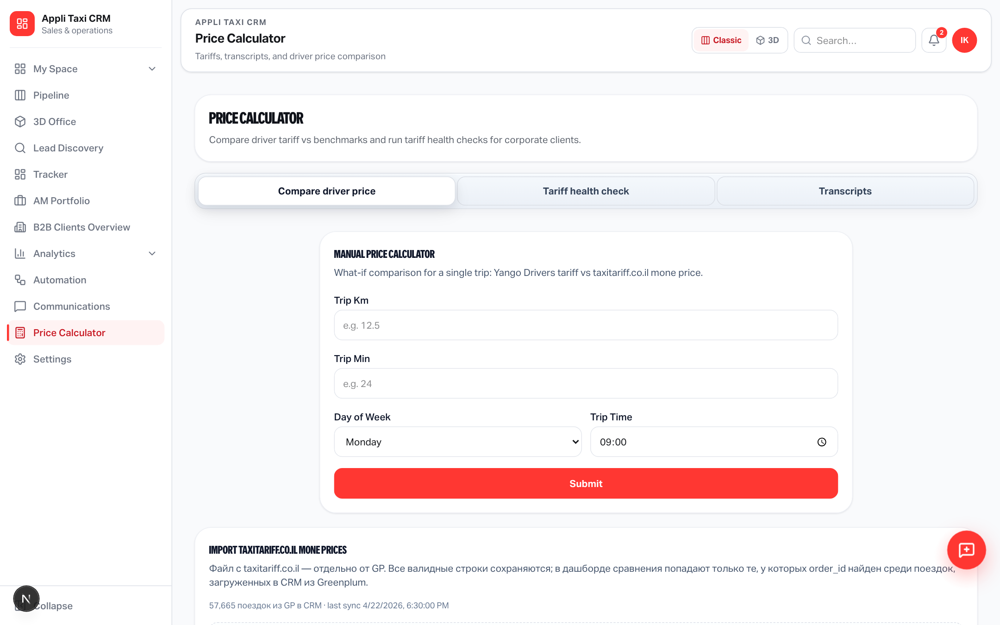 Appli Taxi CRM
Sales & operations
My Space
Pipeline
3D Office
Lead Discovery
Tracker
AM Portfolio
B2B Clients Overview
Analytics
Automation
Communications
Price Calculator
Settings
N
Collapse
APPLI TAXI CRM
Price Calculator
Tariffs, transcripts, and driver price comparison
Classic
3D
Search...
2
IK
PRICE CALCULATOR
Compare driver tariff vs benchmarks and run tariff health checks for corporate clients.
Compare driver price
Tariff health check
Transcripts
MANUAL PRICE CALCULATOR
What-if comparison for a single trip: Yango Drivers tariff vs taxitariff.co.il mone price.
Trip Km
e.g. 12.5
Trip Min
e.g. 24
Day of Week
Trip Time
Monday
09:00
Submit
IMPORT TAXITARIFF.CO.IL MONE PRICES
Файл с taxitariff.co.il — отдельно от GP. Все валидные строки сохраняются; в дашборде сравнения попадают только те, у которых order_id найден среди поездок,
загруженных в CRM из Greenplum.
57,665 поездок из GP в CRM · last sync 4/22/2026, 6:30:00 PM